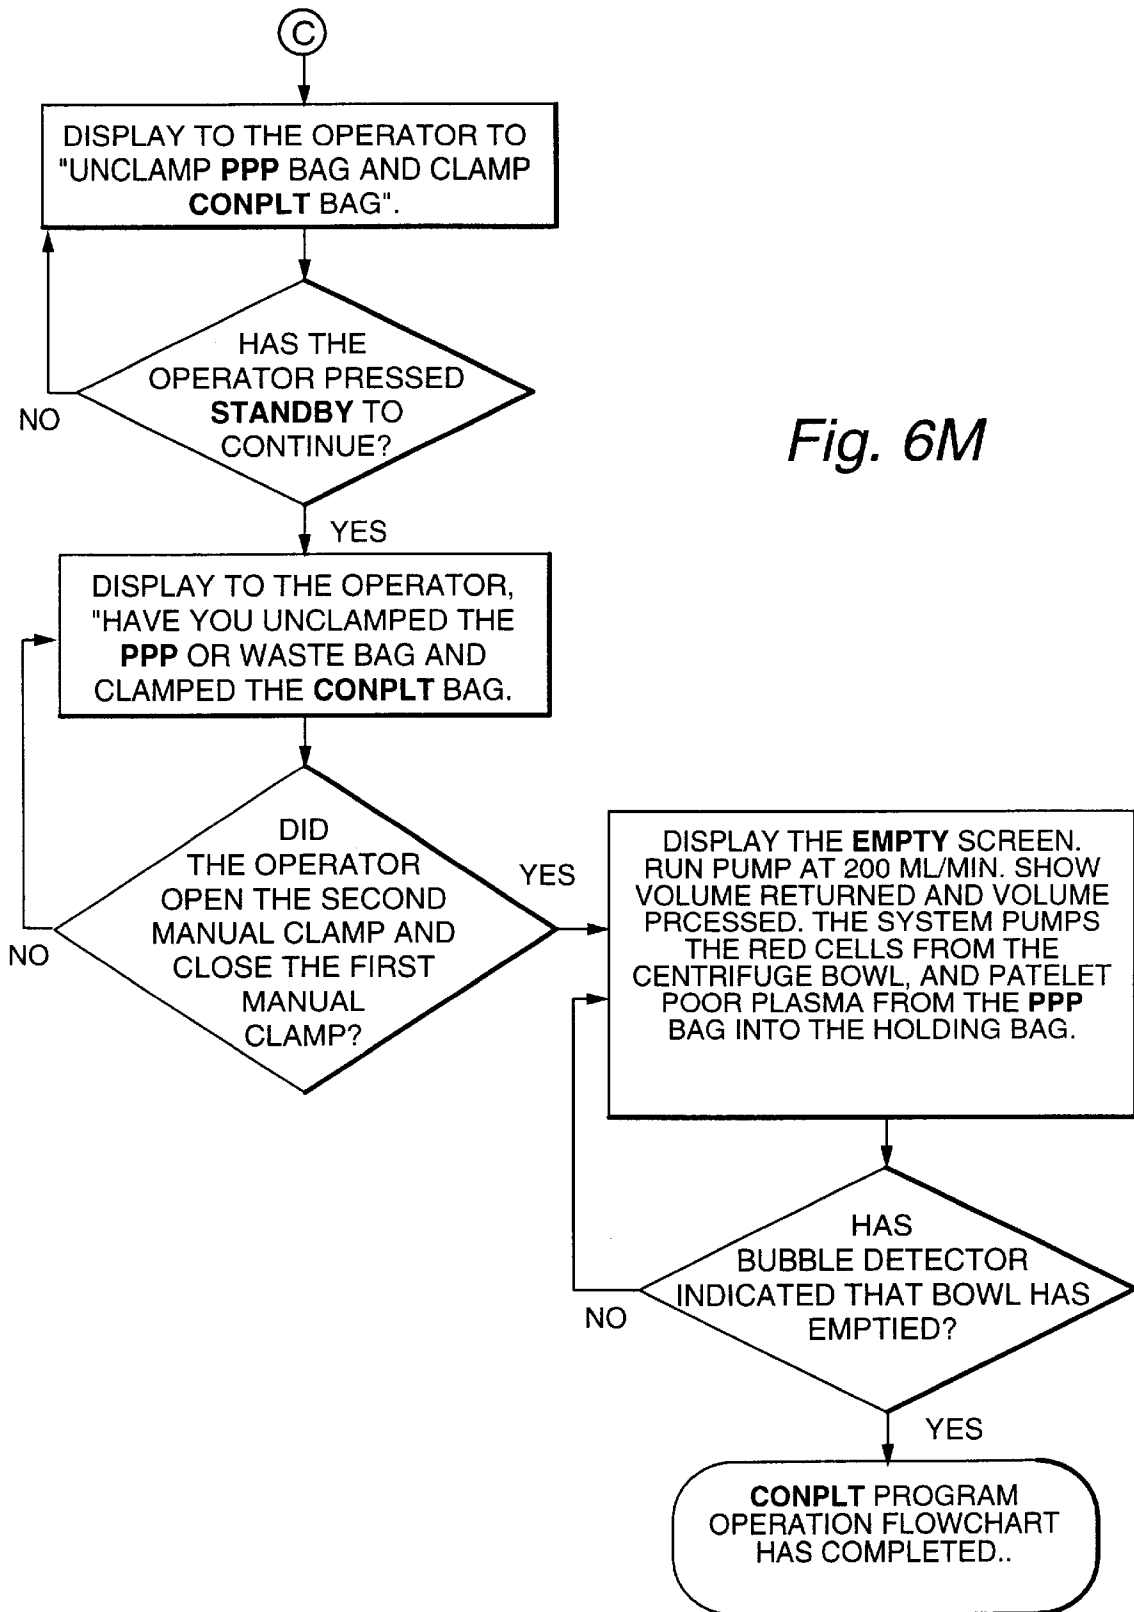 C
DISPLAY TO THE OPERATOR TO
"UNCLAMP PPP BAG AND CLAMP
CONPLT BAG".
HAS THE
OPERATOR PRESSED
STANDBY TO
CONTINUE?
NO
YES
Fig. 6M
DISPLAY TO THE OPERATOR,
"HAVE YOU UNCLAMPED THE
PPP OR WASTE BAG AND
CLAMPED THE CONPLT BAG.
DID
THE OPERATOR
OPEN THE SECOND
MANUAL CLAMP AND
CLOSE THE FIRST
MANUAL
CLAMP?
NO
YES
DISPLAY THE EMPTY SCREEN.
RUN PUMP AT 200 ML/MIN. SHOW
VOLUME RETURNED AND VOLUME
PRCESSED. THE SYSTEM PUMPS
THE RED CELLS FROM THE
CENTRIFUGE BOWL, AND PATELET
POOR PLASMA FROM THE PPP
BAG INTO THE HOLDING BAG.
HAS
BUBBLE DETECTOR
INDICATED THAT BOWL HAS
EMPTIED?
NO
YES
CONPLT PROGRAM
OPERATION FLOWCHART
HAS COMPLETED..